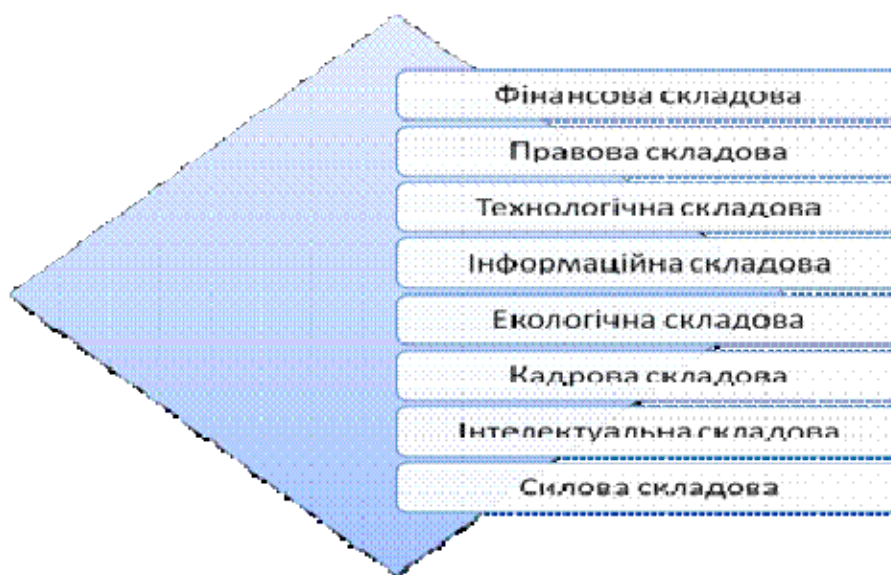 Фінансова складова
Правова складова
Технологічна складова
Інформаційна складова
Екологічна складова
Кадрова складова
Інтелектуальна складова
Силова складова